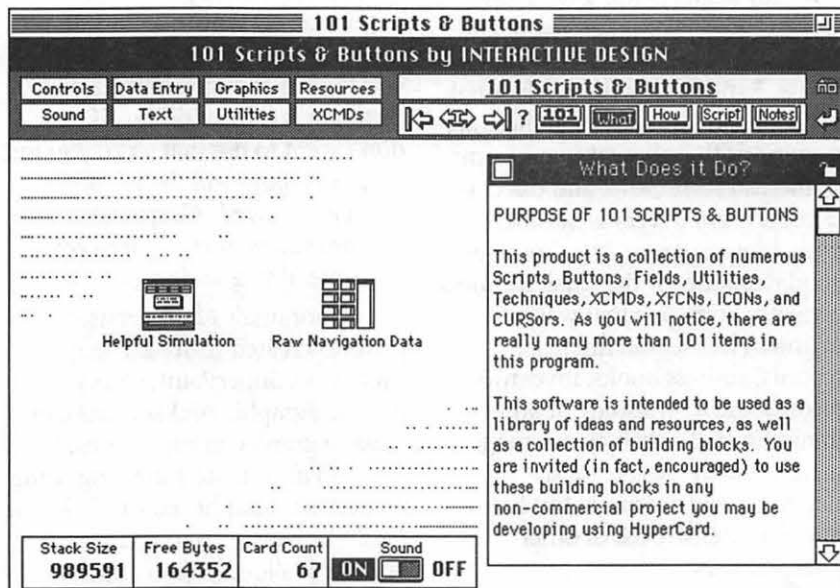 101 Scripts & Buttons
101 Scripts & Buttons by INTERACTIVE DESIGN
Controls Data Entry Graphics Resources
Sound Text Utilities XCMDs
101 Scripts & Buttons
? 101 What How Script Notes
What Does it Do?
PURPOSE OF 101 SCRIPTS & BUTTONS
This product is a collection of numerous
Scripts, Buttons, Fields, Utilities,
Techniques, XCMDs, XFCNs, ICONs, and
CURSors. As you will notice, there are
really many more than 101 items in
this program.
This software is intended to be used as a
library of ideas and resources, as well
as a collection of building blocks. You
are invited (in fact, encouraged) to use
these building blocks in any
non-commercial project you may be
developing using HyperCard.
Helpful Simulation
Raw Navigation Data
Stack Size Free Bytes Card Count Sound
989591 164352 67 ON OFF